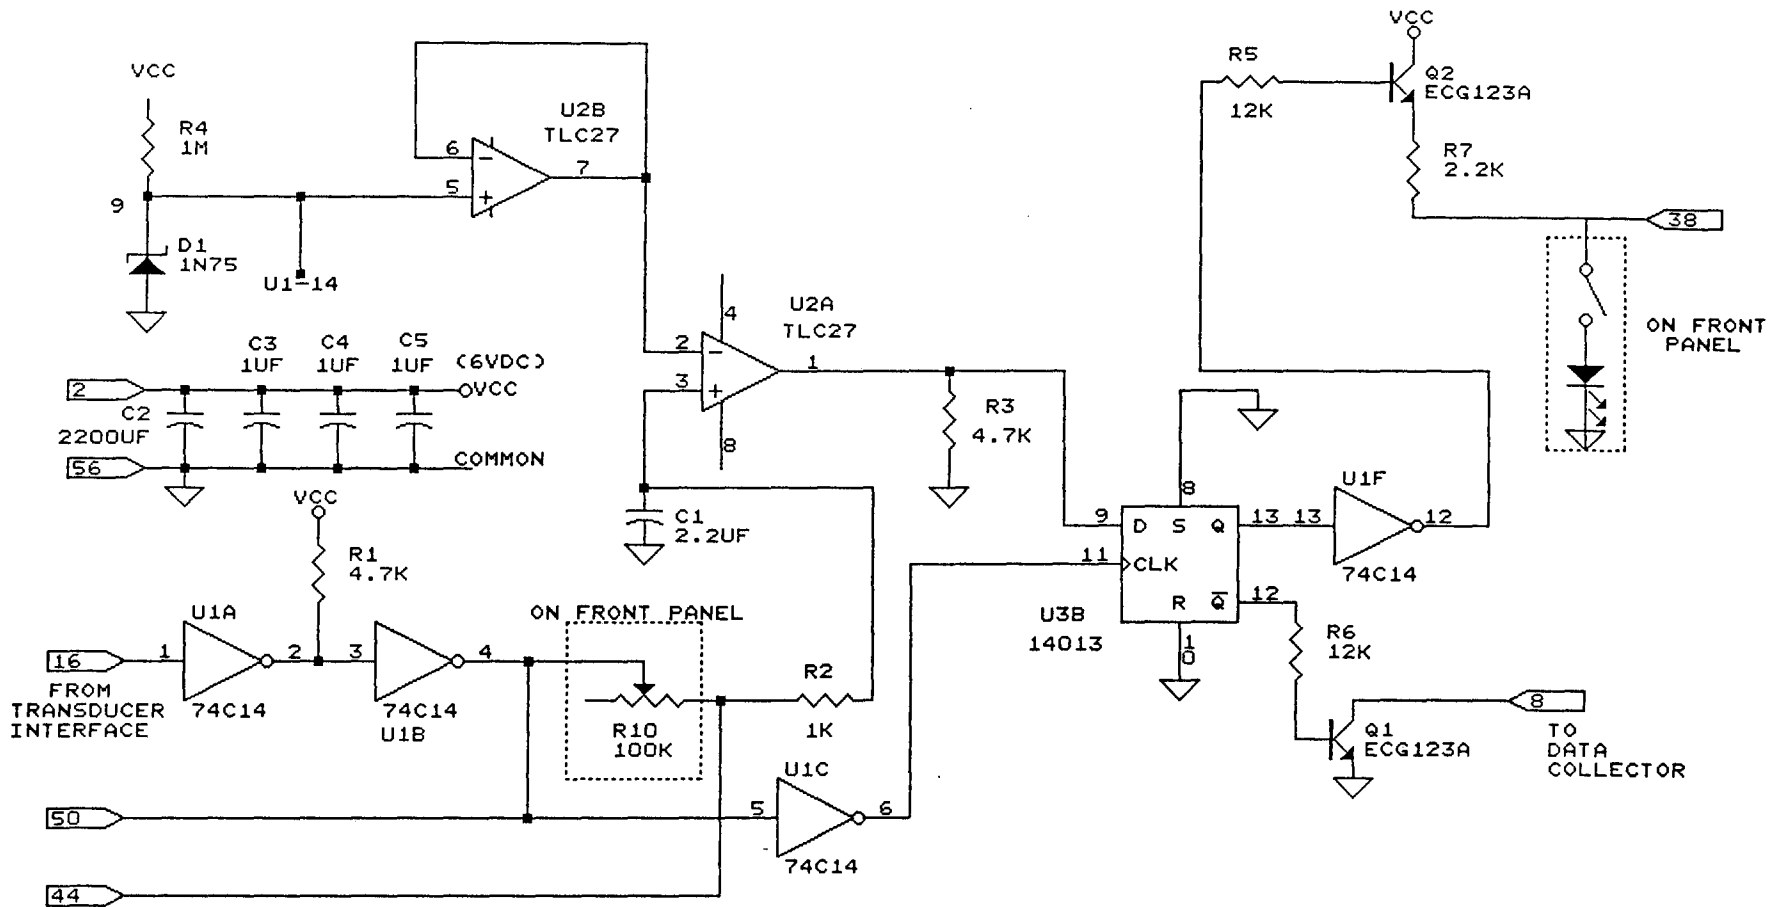 VCC
R4
1M
9
D1
1N75
U1-14
U2B
TLC27
6
-
5
+
7
C3
1UF
C4
1UF
C5
1UF
(6VDC)
2
VCC
C2
2200UF
56
COMMON
U2A
TLC27
4
2
-
3
+
1
8
R3
4.7K
C1
2.2UF
VCC
R1
4.7K
U1A
16
1
2
74C14
FROM
TRANSDUCER
INTERFACE
3
4
74C14
U1B
ON FRONT PANEL
R10
100K
R2
1K
50
44
U1C
5
6
74C14
9
D
S
Q
8
11
CLK
R
Q̅
10
U3B
14013
13
13
12
U1F
12
74C14
R6
12K
Q1
ECG123A
8
TO
DATA
COLLECTOR
VCC
R5
12K
Q2
ECG123A
R7
2.2K
38
ON FRONT
PANEL